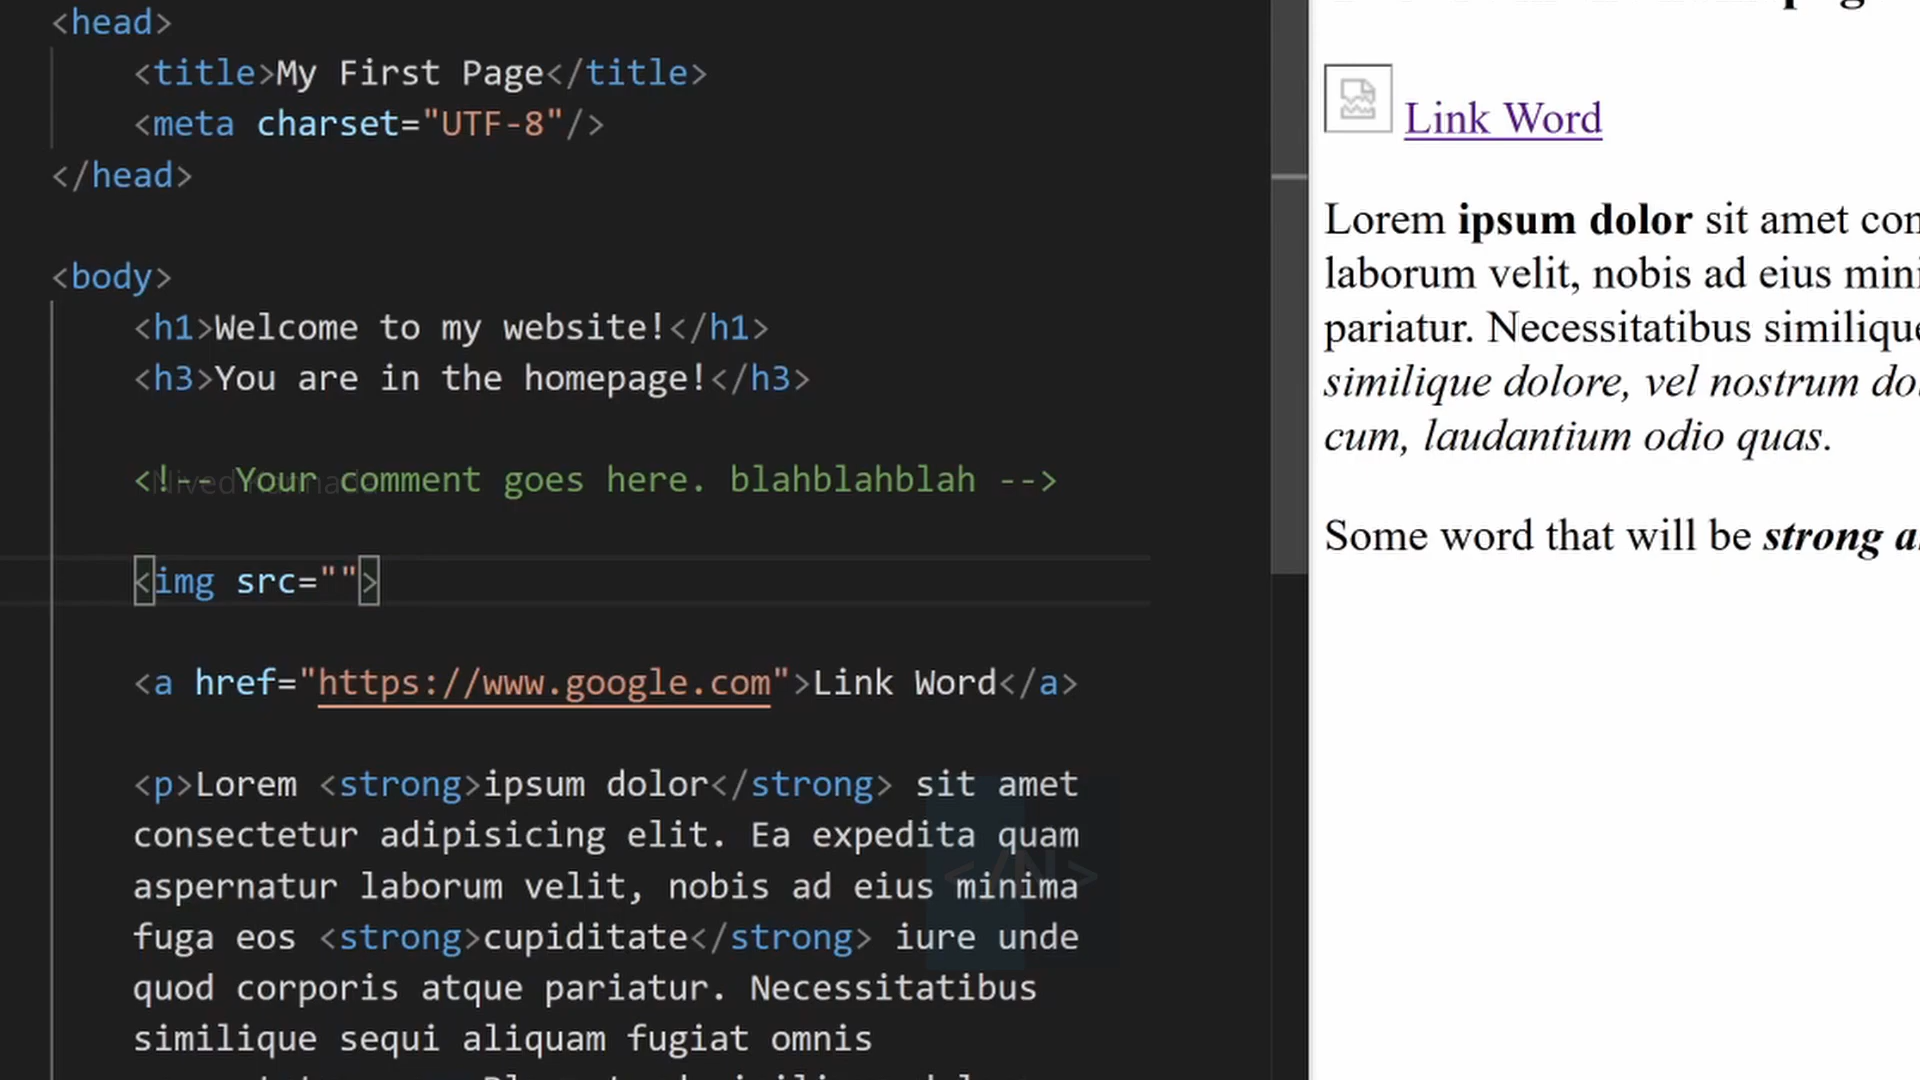 <head>
<title>My First Page</title>
<meta charset="UTF-8"/>
</head>
<body>
<h1>Welcome to my website!</h1>
<h3>You are in the homepage!</h3>
<!-- Your comment goes here. blahblahblah -->
<img src="">
<a href="https://www.google.com">Link Word</a>
<p>Lorem <strong>ipsum dolor</strong> sit amet
consectetur adipisicing elit. Ea expedita quam
aspernatur laborum velit, nobis ad eius minima
fuga eos <strong>cupiditate</strong> iure unde
quod corporis atque pariatur. Necessitatibus
similique sequi aliquam fugiat omnis
</N>
Link Word
Lorem ipsum dolor sit amet con
laborum velit, nobis ad eius mini
pariatur. Necessitatibus similique
similique dolore, vel nostrum do
cum, laudantium odio quas.
Some word that will be strong a